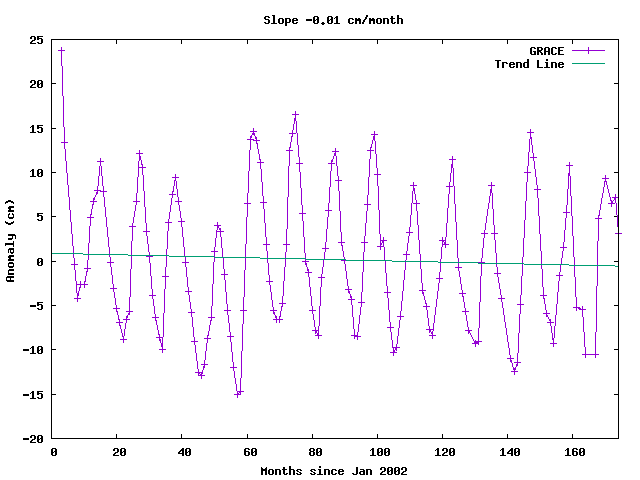 Slope -0.01 cm/month
GRACE
Trend Line
25
20
15
10
5
0
-5
-10
-15
-20
Anomaly (cm)
0 20 40 60 80 100 120 140 160
Months since Jan 2002